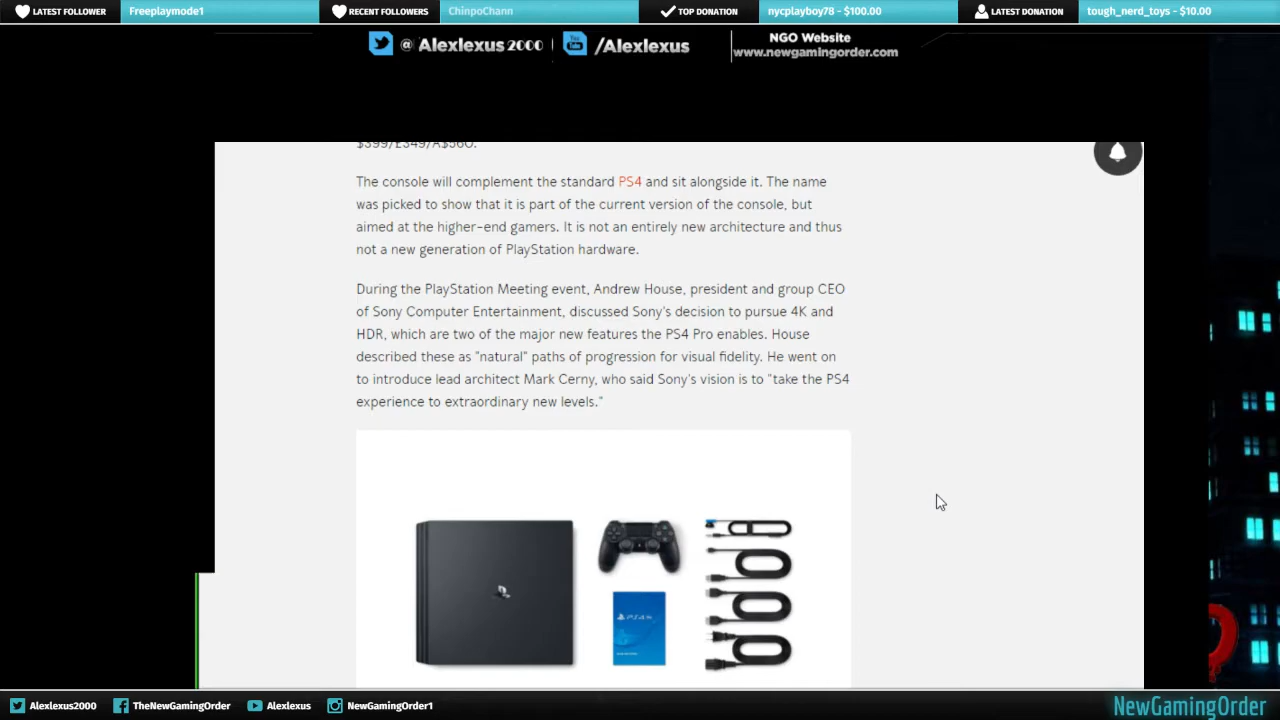 LATEST FOLLOWER
Freeplaymode1
RECENT FOLLOWERS
ChinpoChann
TOP DONATION
nycplayboy78 - $100.00
LATEST DONATION
tough_nerd_toys - $10.00
@ Alexlexus2000
You Tube
/Alexlexus
NGO Website
www.newgamingorder.com
$399/£349/A$560.
The console will complement the standard PS4 and sit alongside it. The name
was picked to show that it is part of the current version of the console, but
aimed at the higher-end gamers. It is not an entirely new architecture and thus
not a new generation of PlayStation hardware.
During the PlayStation Meeting event, Andrew House, president and group CEO
of Sony Computer Entertainment, discussed Sony's decision to pursue 4K and
HDR, which are two of the major new features the PS4 Pro enables. House
described these as "natural" paths of progression for visual fidelity. He went on
to introduce lead architect Mark Cerny, who said Sony's vision is to "take the PS4
experience to extraordinary new levels."
PS4
Alexlexus2000
TheNewGamingOrder
Alexlexus
NewGamingOrder1
NewGamingOrder